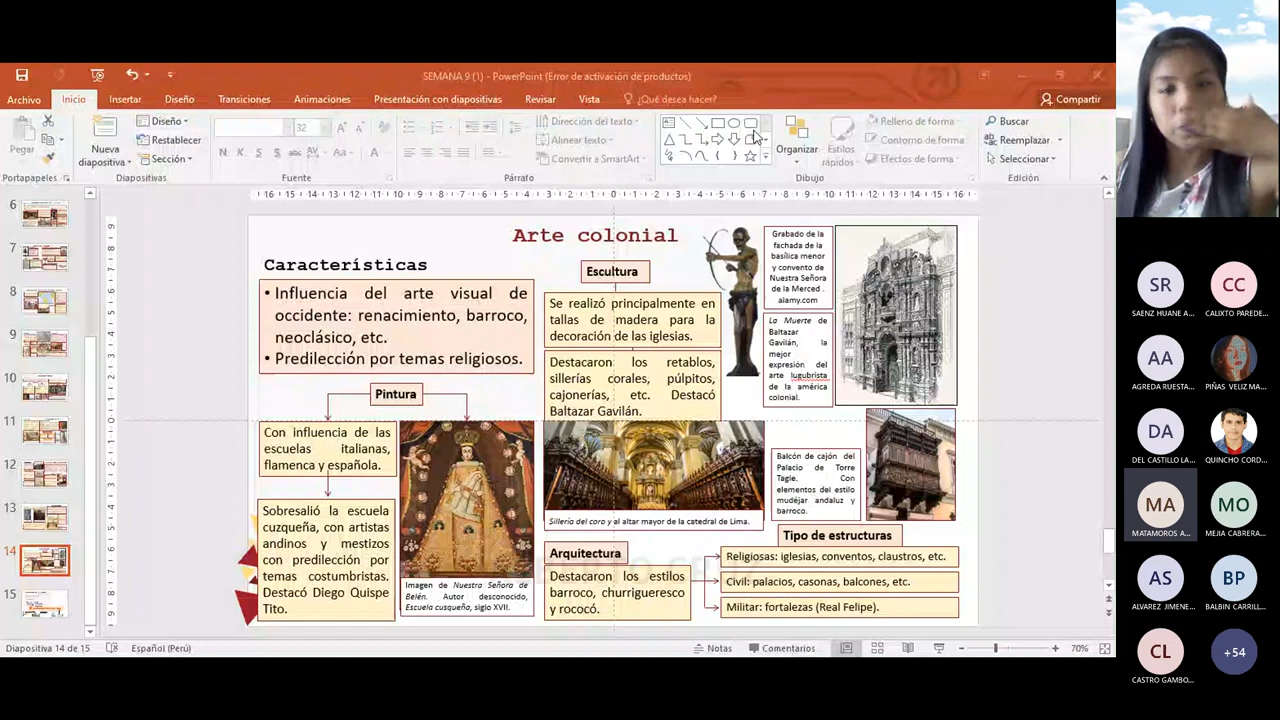 SEMANA 9 (1) - PowerPoint (Error de activación de productos)
Archivo
Inicio
Insertar
Diseño
Transiciones
Animaciones
Presentación con diapositivas
Revisar
Vista
¿Qué desea hacer?
Compartir
Pegar
Nueva
diapositiva
Diseño
Restablecer
Sección
32
Dirección del texto
Alinear texto
Convertir a SmartArt
Organizar
Estilos
rápidos
Relleno de forma
Contorno de forma
Efectos de forma
Buscar
Reemplazar
Seleccionar
Portapapeles
Diapositivas
Fuente
Párrafo
Dibujo
Edición
6
7
8
9
10
11
12
13
14
15
Arte colonial
Características
• Influencia del arte visual de
occidente: renacimiento, barroco,
neoclásico, etc.
• Predilección por temas religiosos.
Pintura
Con influencia de las
escuelas italianas,
flamenca y española.
Sobresalió la escuela
cuzqueña, con artistas
andinos y mestizos
con predilección por
temas costumbristas.
Destacó Diego Quispe
Tito.
Imagen de Nuestra Señora de
Belén. Autor desconocido,
Escuela cusqueña, siglo XVII.
Escultura
Se realizó principalmente en
tallas de madera para la
decoración de las iglesias.
Destacaron los retablos,
sillerías corales, púlpitos,
cajonerías, etc. Destacó
Baltazar Gavilán.
Sillería del coro y el altar mayor de la catedral de Lima.
Grabado de la
fachada de la
basílica menor
y convento de
Nuestra Señora
de la Merced .
alamy.com
La Muerte de
Baltazar
Gavilán, la
mejor
expresión del
arte lugubrista
de la américa
colonial.
Balcón de cajón del
Palacio de Torre
Tagle. Con
elementos del estilo
mudéjar andaluz y
barroco.
Arquitectura
Destacaron los estilos
barroco, churrigueresco
y rococó.
Tipo de estructuras
Religiosas: iglesias, conventos, claustros, etc.
Civil: palacios, casonas, balcones, etc.
Militar: fortalezas (Real Felipe).
Diapositiva 14 de 15
Español (Perú)
Notas
Comentarios
70%
SR
SAENZ HUANE A...
CC
CALIXTO PAREDE...
AA
AGREDA RUESTA...
PIÑAS VELIZ MA...
DA
DEL CASTILLO LA...
QUINCHO CORD...
MA
MATAMOROS A...
MO
MEJIA CABRERA...
AS
ALVAREZ JIMENE...
BP
BALBIN CARRILL...
CL
CASTRO GAMBO...
+54